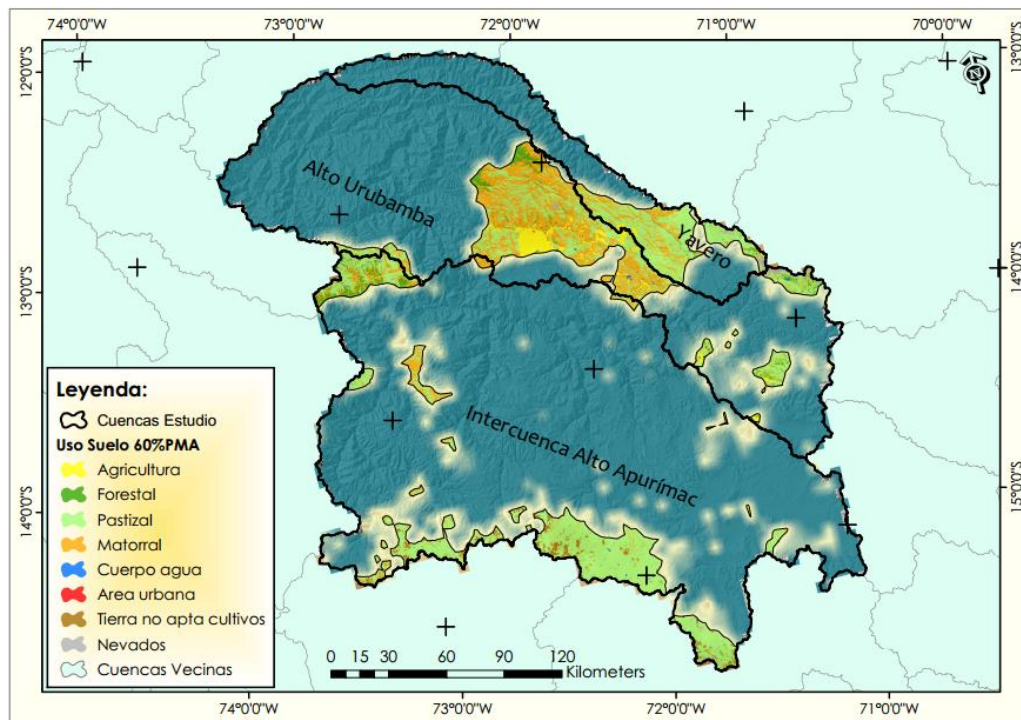 74°0'0"W 73°0'0"W 72°0'0"W 71°0'0"W 70°0'0"W
12°0'0"S
13°0'0"S
13°0'0"S
14°0'0"S
14°0'0"S
15°0'0"S
N
Alto Urubamba
Yavero
Intercuenca Alto Apurímac
Leyenda:
Cuencas Estudio
Uso Suelo 60%PMA
Agricultura
Forestal
Pastizal
Matorral
Cuerpo agua
Area urbana
Tierra no apta cultivos
Nevados
Cuencas Vecinas
0 15 30 60 90 120
Kilometers
74°0'0"W 73°0'0"W 72°0'0"W 71°0'0"W